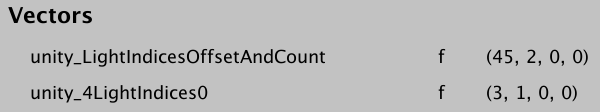 Vectors
unity_LightIndicesOffsetAndCount f (45, 2, 0, 0)
unity_4LightIndices0 f (3, 1, 0, 0)